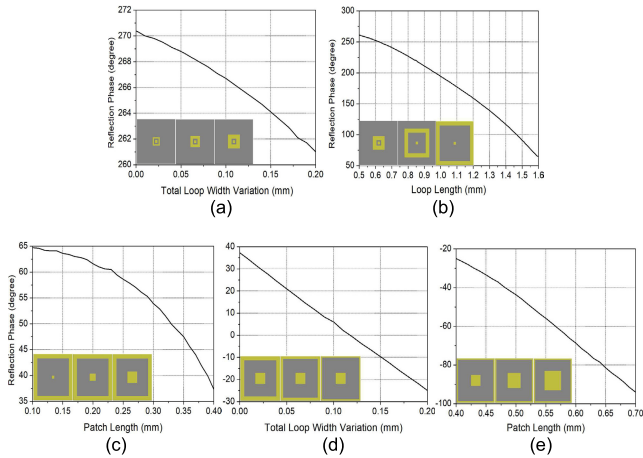 272
270
268
266
264
262
260
0.00 0.05 0.10 0.15 0.20
Reflection Phase (degree)
Total Loop Width Variation (mm)
(a)
300
250
200
150
100
50
0.5 0.6 0.7 0.8 0.9 1.0 1.1 1.2 1.3 1.4 1.5 1.6
Reflection Phase (degree)
Loop Length (mm)
(b)
65
60
55
50
45
40
35
0.10 0.15 0.20 0.25 0.30 0.35 0.40
Reflection Phase (degree)
Patch Length (mm)
(c)
40
30
20
10
0
-10
-20
-30
0.00 0.05 0.10 0.15 0.20
Total Loop Width Variation (mm)
(d)
-20
-40
-60
-80
-100
0.40 0.45 0.50 0.55 0.60 0.65 0.70
Patch Length (mm)
(e)